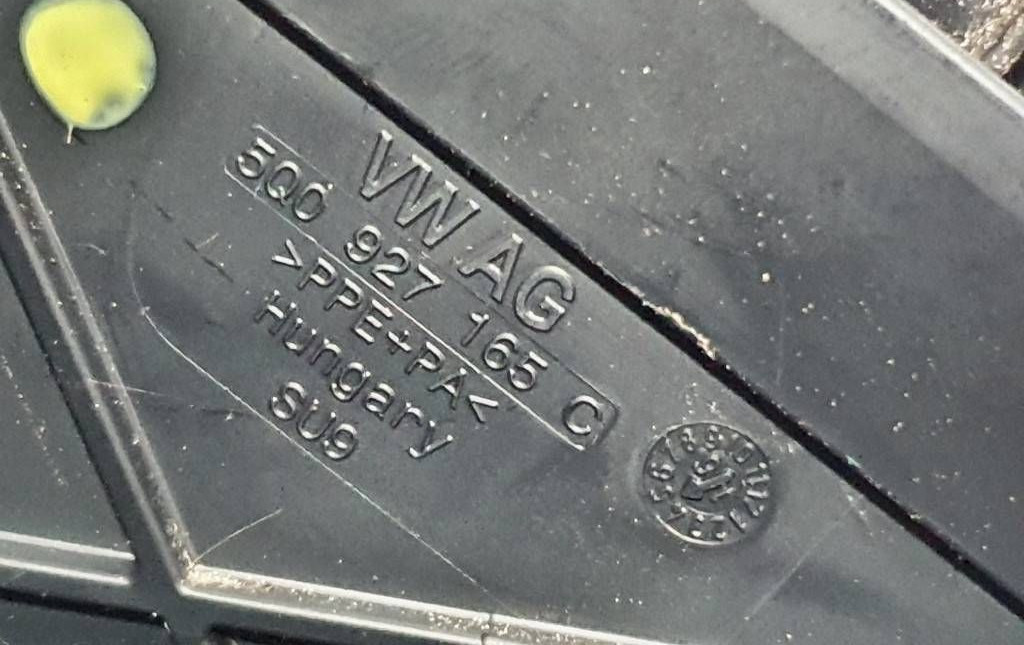 VW AG
5Q0 927 165 C
>PPE+PA<
Hungary
SU9